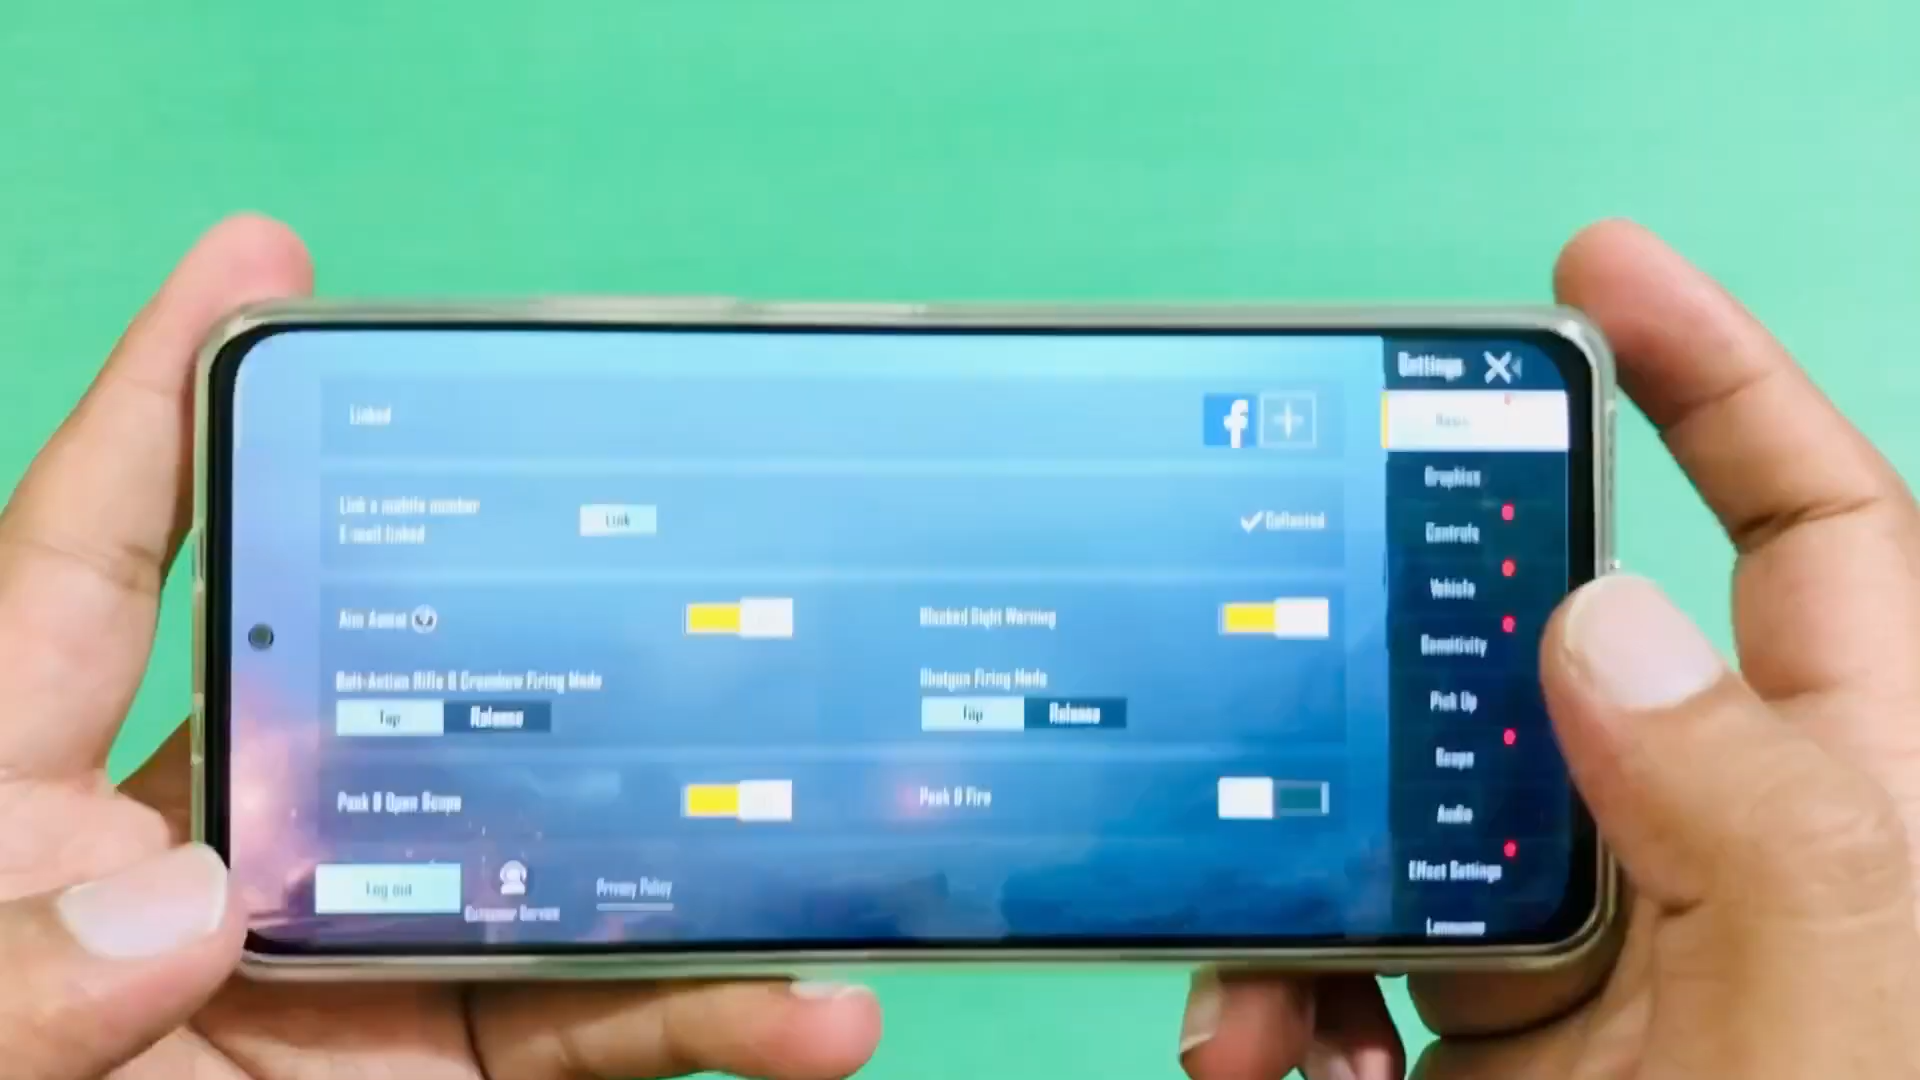 Settings
Linked
Basic
Graphics
Link a mobile number
E-mail linked
Link
Collected
Controls
Vehicle
Aim Assist
Blocked Sight Warning
Sensitivity
Bolt-Action Rifle & Crossbow Firing Mode
Shotgun Firing Mode
Tap Release
Tap Release
Pick Up
Scope
Peek & Open Scope
Peek & Fire
Audio
Effect Settings
Log out
Customer Service
Privacy Policy
Language